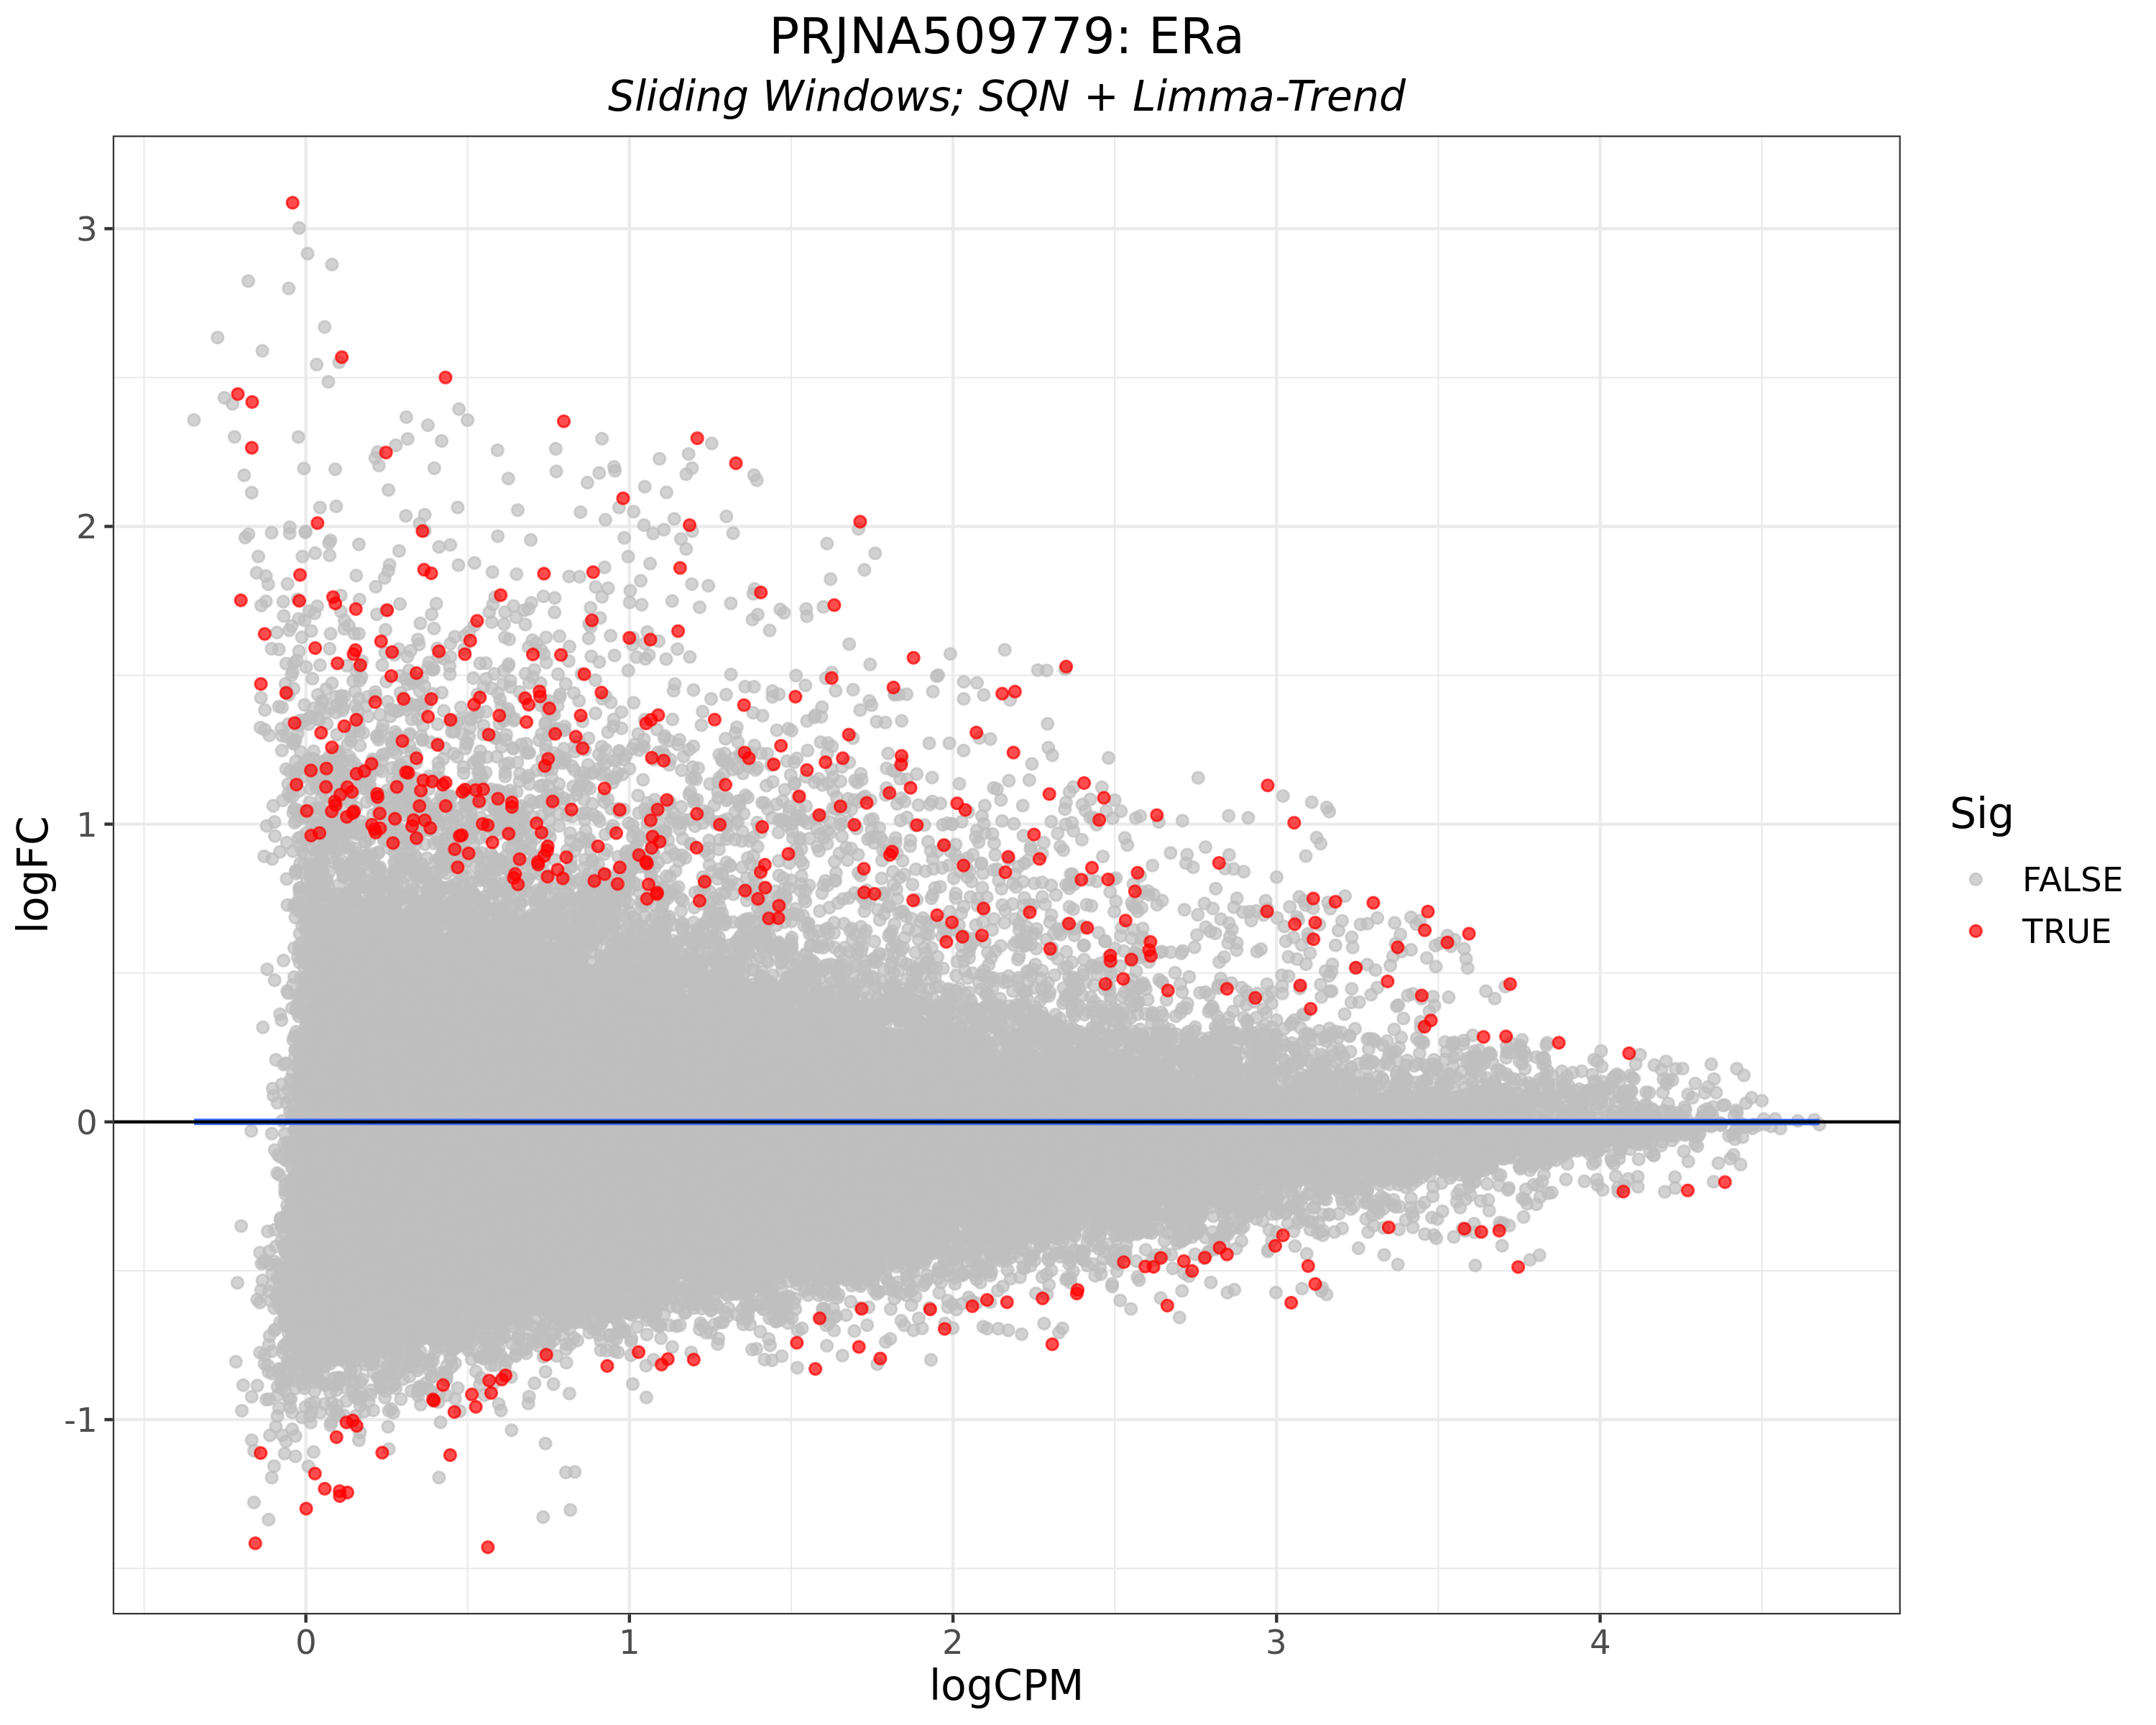 PRJNA509779: ERa
Sliding Windows; SQN + Limma-Trend
3
2
1
0
-1
logFC
0 1 2 3 4
logCPM
Sig
FALSE
TRUE